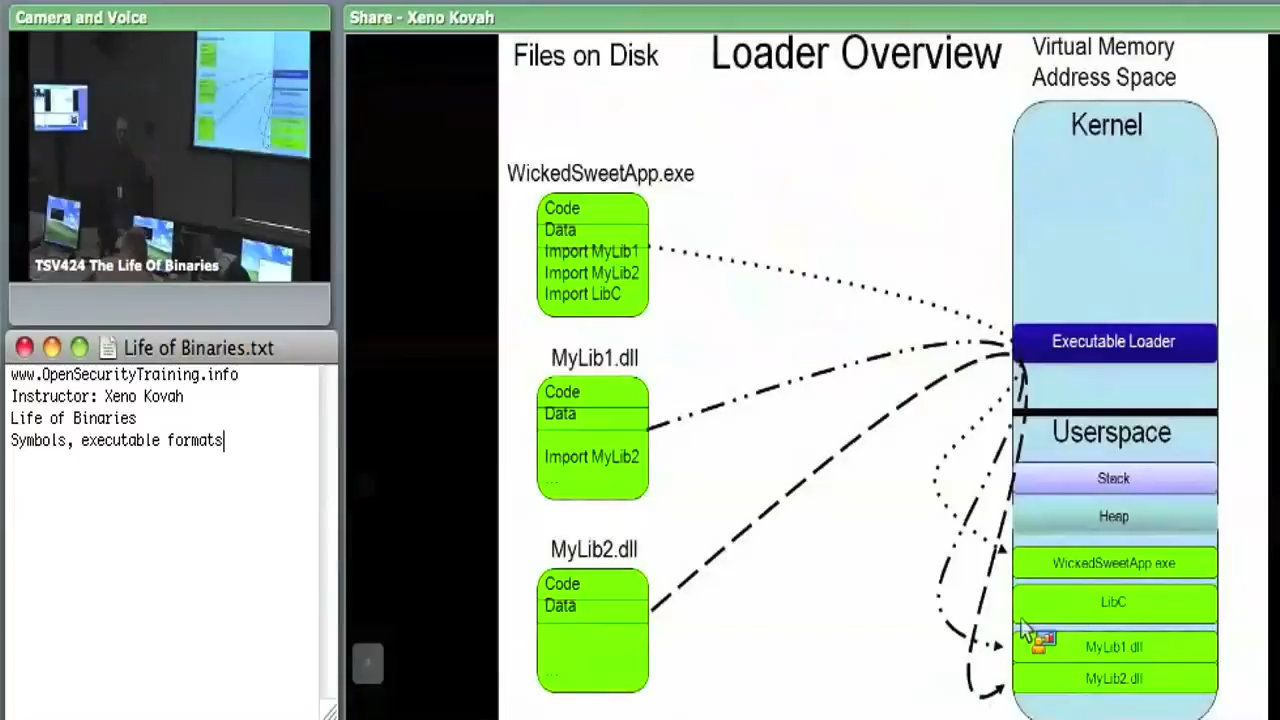 Camera and Voice
TSV424 The Life Of Binaries
Life of Binaries.txt
www.OpenSecurityTraining.info
Instructor: Xeno Kovah
Life of Binaries
Symbols, executable formats
Share - Xeno Kovah
Files on Disk
Loader Overview
Virtual Memory
Address Space
WickedSweetApp.exe
Code
Data
Import MyLib1
Import MyLib2
Import LibC
MyLib1.dll
Code
Data
Import MyLib2
...
MyLib2.dll
Code
Data
...
Kernel
Executable Loader
Userspace
Stack
Heap
WickedSweetApp.exe
LibC
MyLib1.dll
MyLib2.dll